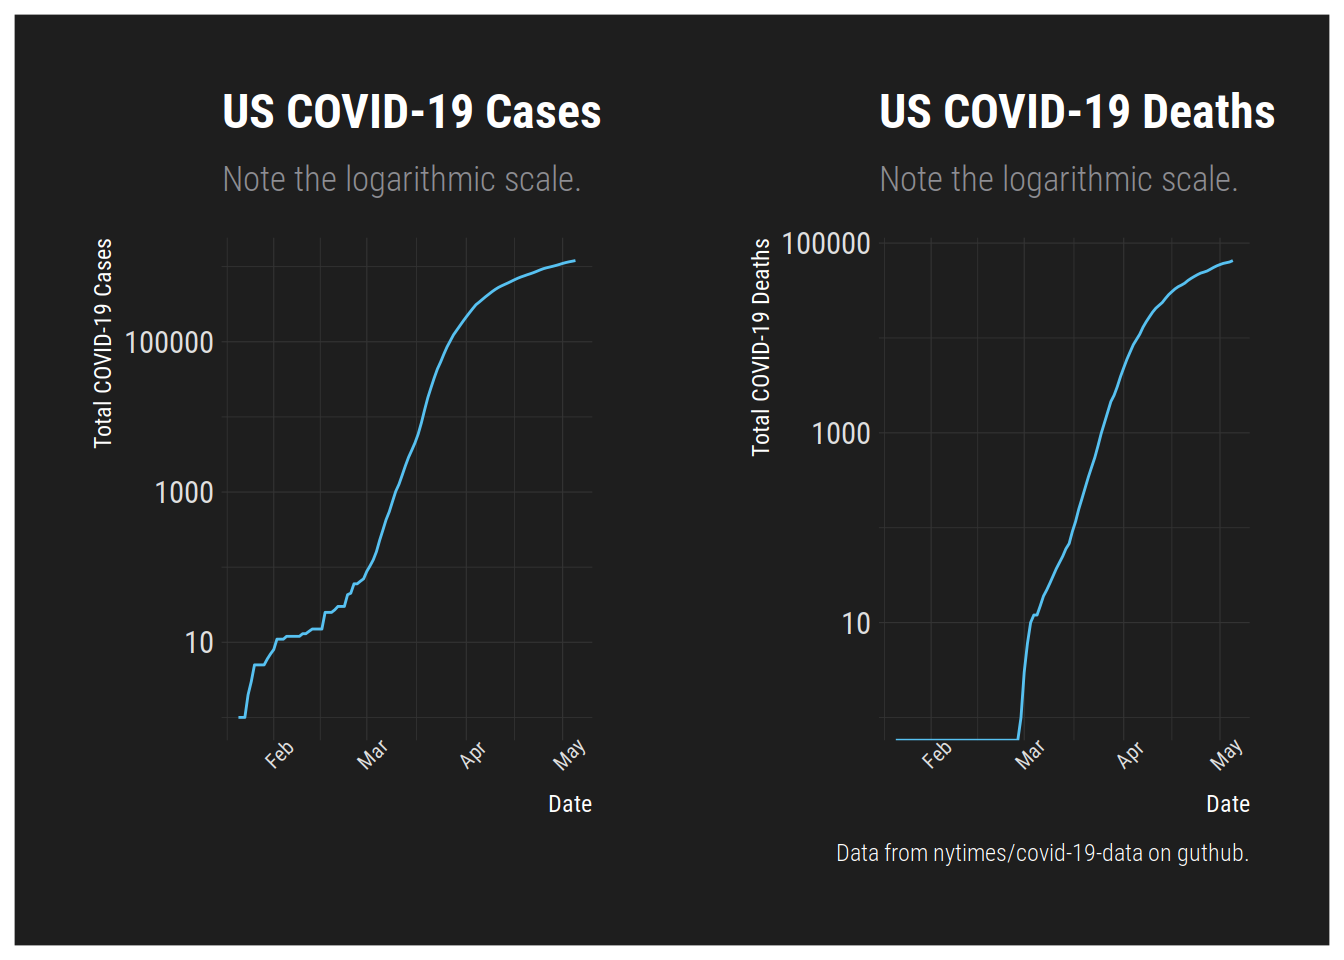 US COVID-19 Cases
Note the logarithmic scale.
Total COVID-19 Cases
100000
1000
10
Feb
Mar
Apr
May
Date
US COVID-19 Deaths
Note the logarithmic scale.
Total COVID-19 Deaths
100000
1000
10
Feb
Mar
Apr
May
Date
Data from nytimes/covid-19-data on guthub.